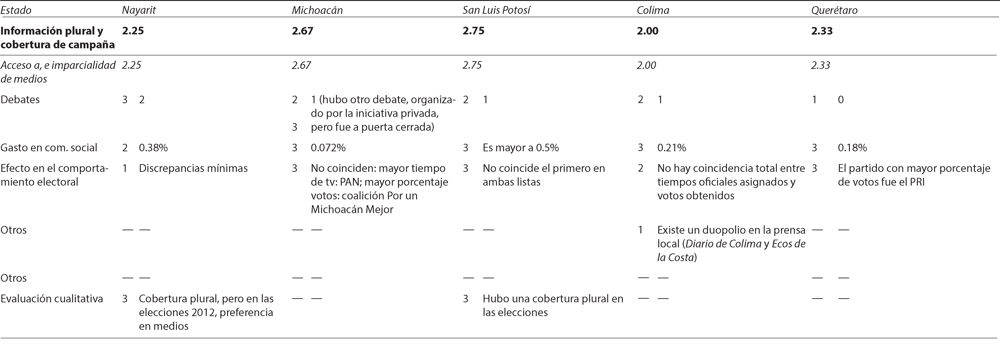 Estado Nayarit Michoacán San Luis Potosí Colima Querétaro
Información plural y 2.25 2.67 2.75 2.00 2.33
cobertura de campaña
Acceso a, e imparcialidad 2.25 2.67 2.75 2.00 2.33
de medios
Debates 3 2 2 1 (hubo otro debate, organiza- 2 1 2 1 1 0
do por la iniciativa privada,
3 pero fue a puerta cerrada)
Gasto en com. social 2 0.38% 3 0.072% 3 Es mayor a 0.5% 3 0.21% 3 0.18%
Efecto en el comporta- 1 Discrepancias mínimas 3 No coinciden: mayor tiempo 3 No coincide el primero en 2 No hay coincidencia total entre 3 El partido con mayor porcentaje
miento electoral de tv: PAN; mayor porcentaje ambas listas tiempos oficiales asignados y de votos fue el PRI
votos: coalición Por un votos obtenidos
Michoacán Mejor
Otros — — — — — — 1 Existe un duopolio en la prensa — —
local (Diario de Colima y Ecos de
la Costa)
Otros — — — — — — — — — —
Evaluación cualitativa 3 Cobertura plural, pero en las — — 3 Hubo una cobertura plural en — — — —
elecciones 2012, preferencia las elecciones
en medios